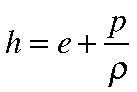 h = e + p/ρ